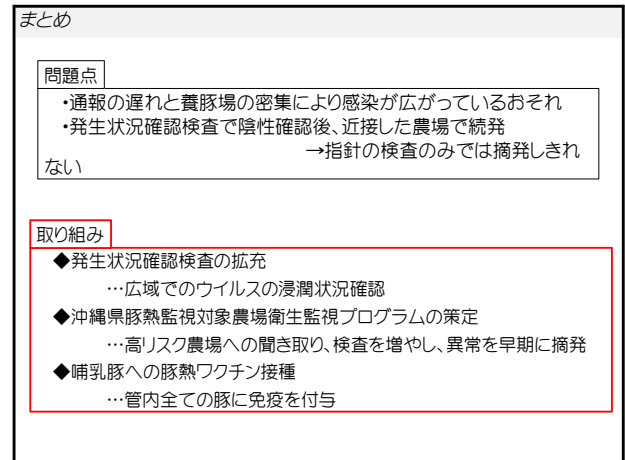 まとめ
問題点
・通報の遅れと養豚場の密集により感染が広がっているおそれ
・発生状況確認検査で陰性確認後、近接した農場で続発
→指針の検査のみでは摘発しきれ
ない
取り組み
◆発生状況確認検査の拡充
…広域でのウイルスの浸潤状況確認
◆沖縄県豚熱監視対象農場衛生監視プログラムの策定
…高リスク農場への聞き取り、検査を増やし、異常を早期に摘発
◆哺乳豚への豚熱ワクチン接種
…管内全ての豚に免疫を付与